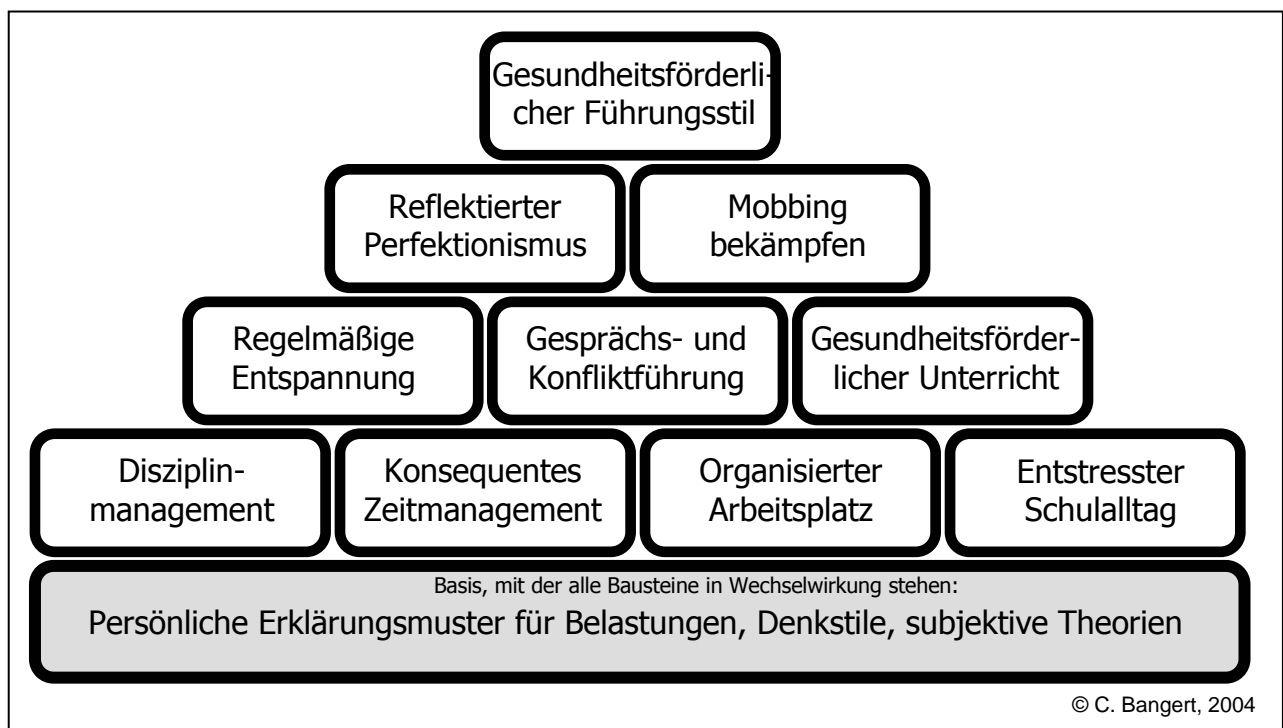 Gesundheitsförderli-
cher Führungsstil
Reflektierter
Perfektionismus
Mobbing
bekämpfen
Regelmäßige
Entspannung
Gesprächs- und
Konfliktführung
Gesundheitsförder-
licher Unterricht
Disziplin-
management
Konsequentes
Zeitmanagement
Organisierter
Arbeitsplatz
Entstresster
Schulalltag
Basis, mit der alle Bausteine in Wechselwirkung stehen:
Persönliche Erklärungsmuster für Belastungen, Denkstile, subjektive Theorien
© C. Bangert, 2004